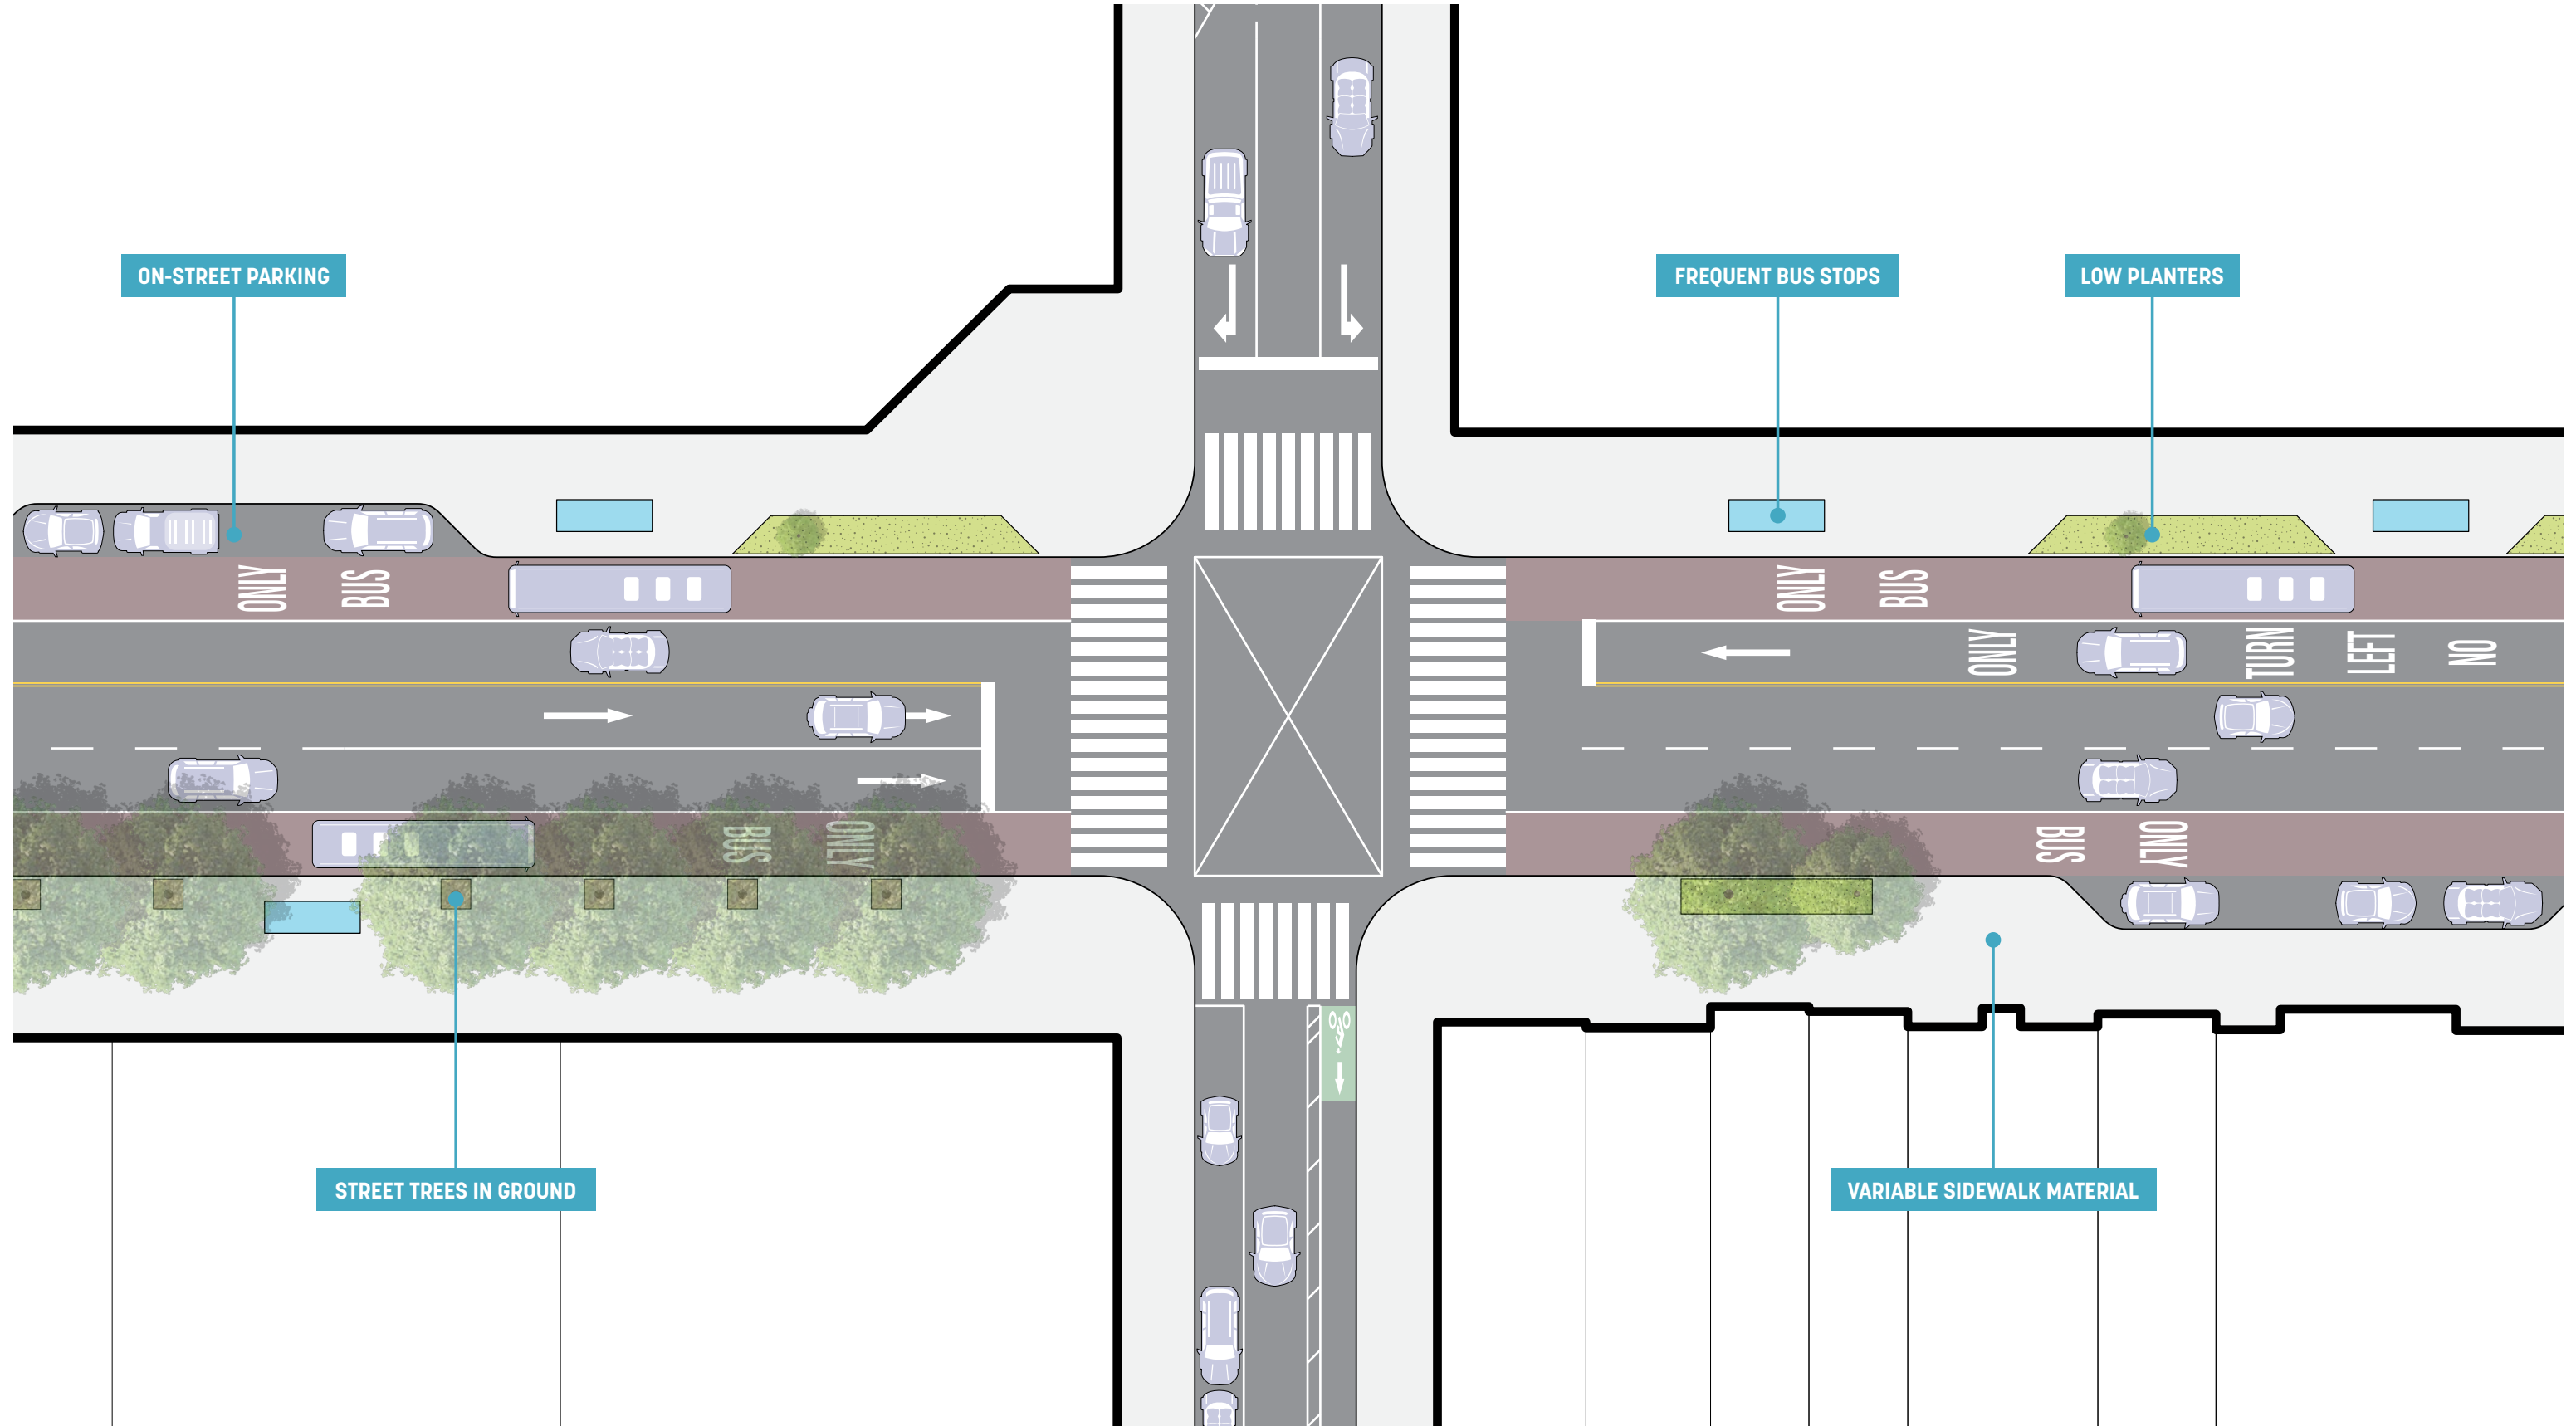 ON-STREET PARKING
FREQUENT BUS STOPS
LOW PLANTERS
ONLY
BUS
ONLY
BUS
ONLY
TURN
LEFT
NO
BUS
ONLY
BUS
ONLY
STREET TREES IN GROUND
VARIABLE SIDEWALK MATERIAL